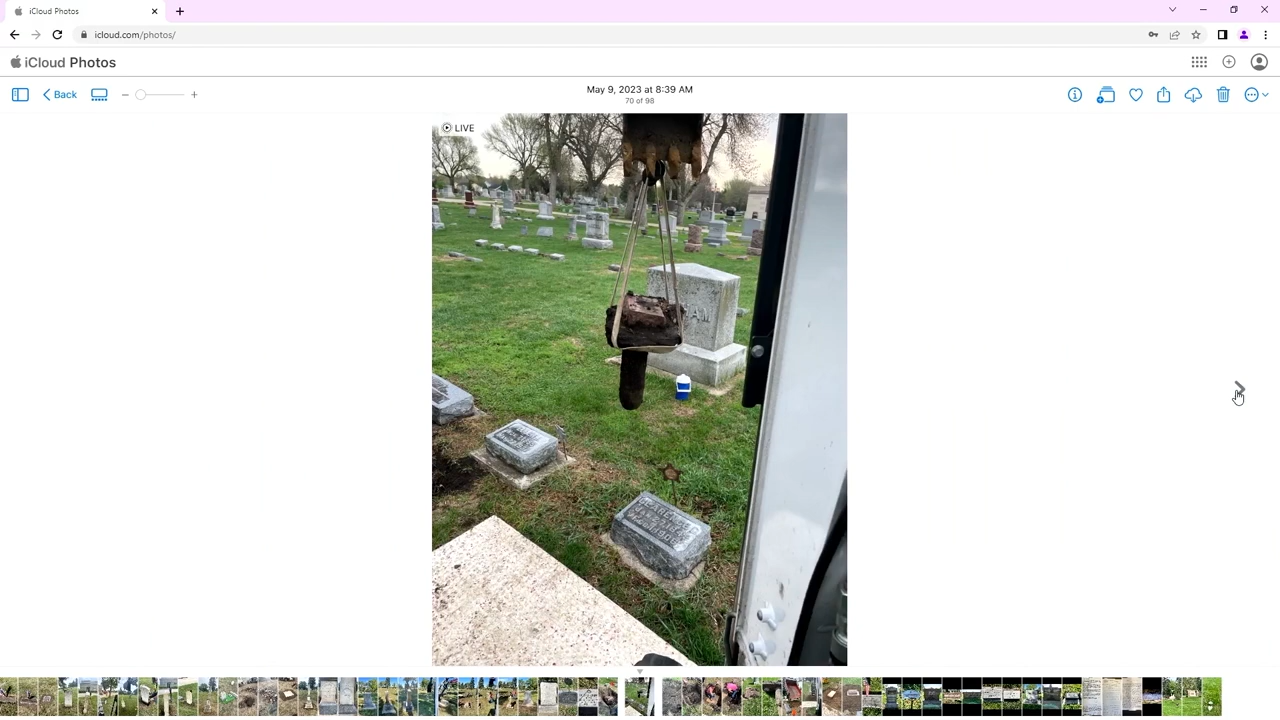 iCloud Photos
icloud.com/photos/
iCloud Photos
Back
May 9, 2023 at 8:39 AM
70 of 98
LIVE